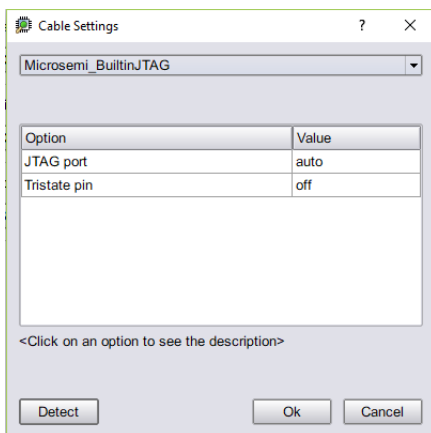 Cable Settings ? ×
Microsemi_BuiltinJTAG
Option Value
JTAG port auto
Tristate pin off
<Click on an option to see the description>
Detect Ok Cancel